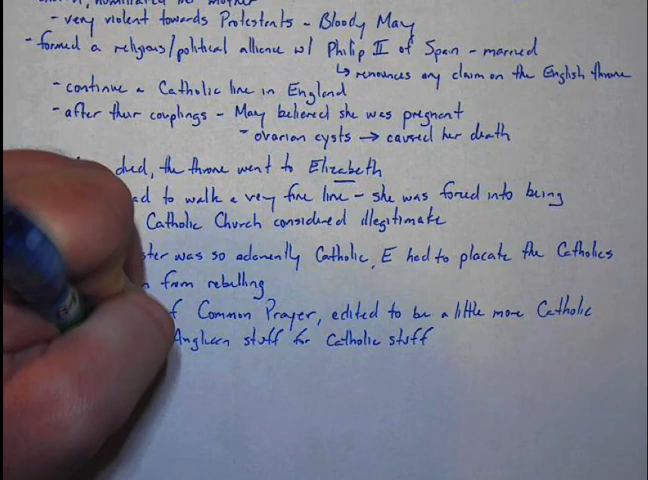 - very violent towards Protestants - Bloody Mary
- formed a religious/political alliance w/ Philip II of Spain - married
↳ renounces any claim on the English throne
- continue a Catholic line in England
- after their couplings - Mary believed she was pregnant
- ovarian cysts → caused her death
died, the throne went to Elizabeth
ad to walk a very fine line - she was forced into being
Catholic Church considered illegitimate
ster was so adamently Catholic, E had to placate the Catholics
from rebelling
f Common Prayer, edited to be a little more Catholic
Anglican stuff for Catholic stuff